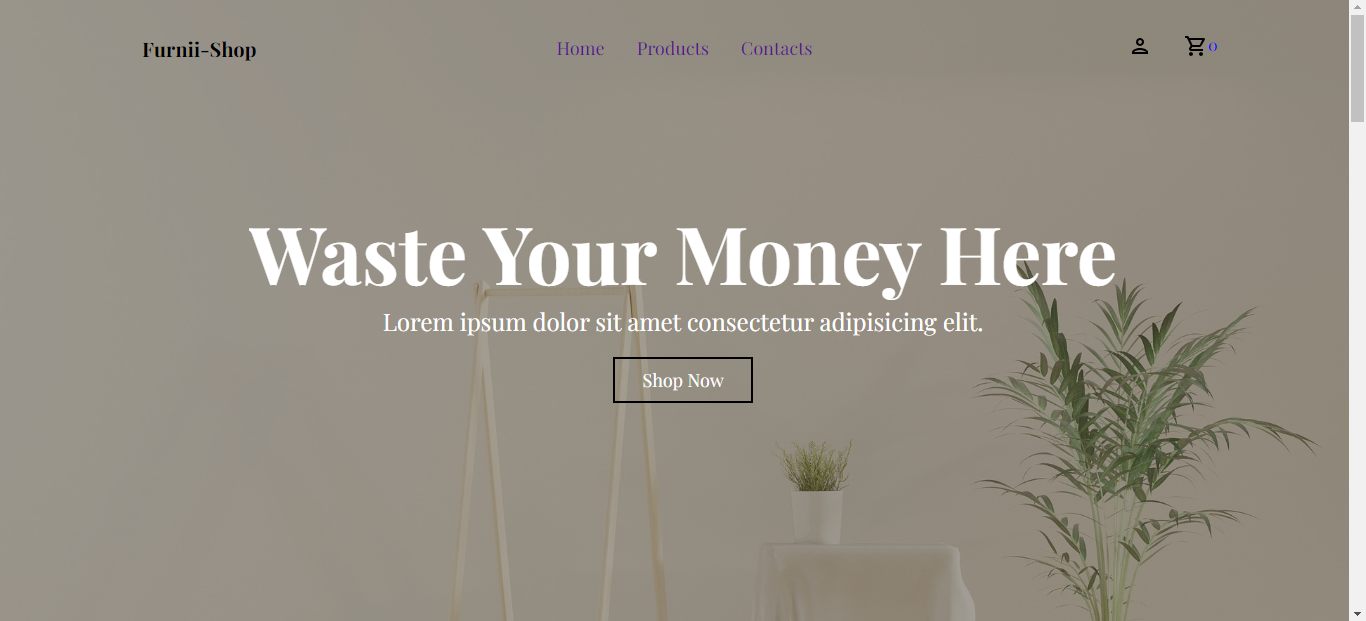 Furnii-Shop
Home Products Contacts
0
Waste Your Money Here
Lorem ipsum dolor sit amet consectetur adipisicing elit.
Shop Now